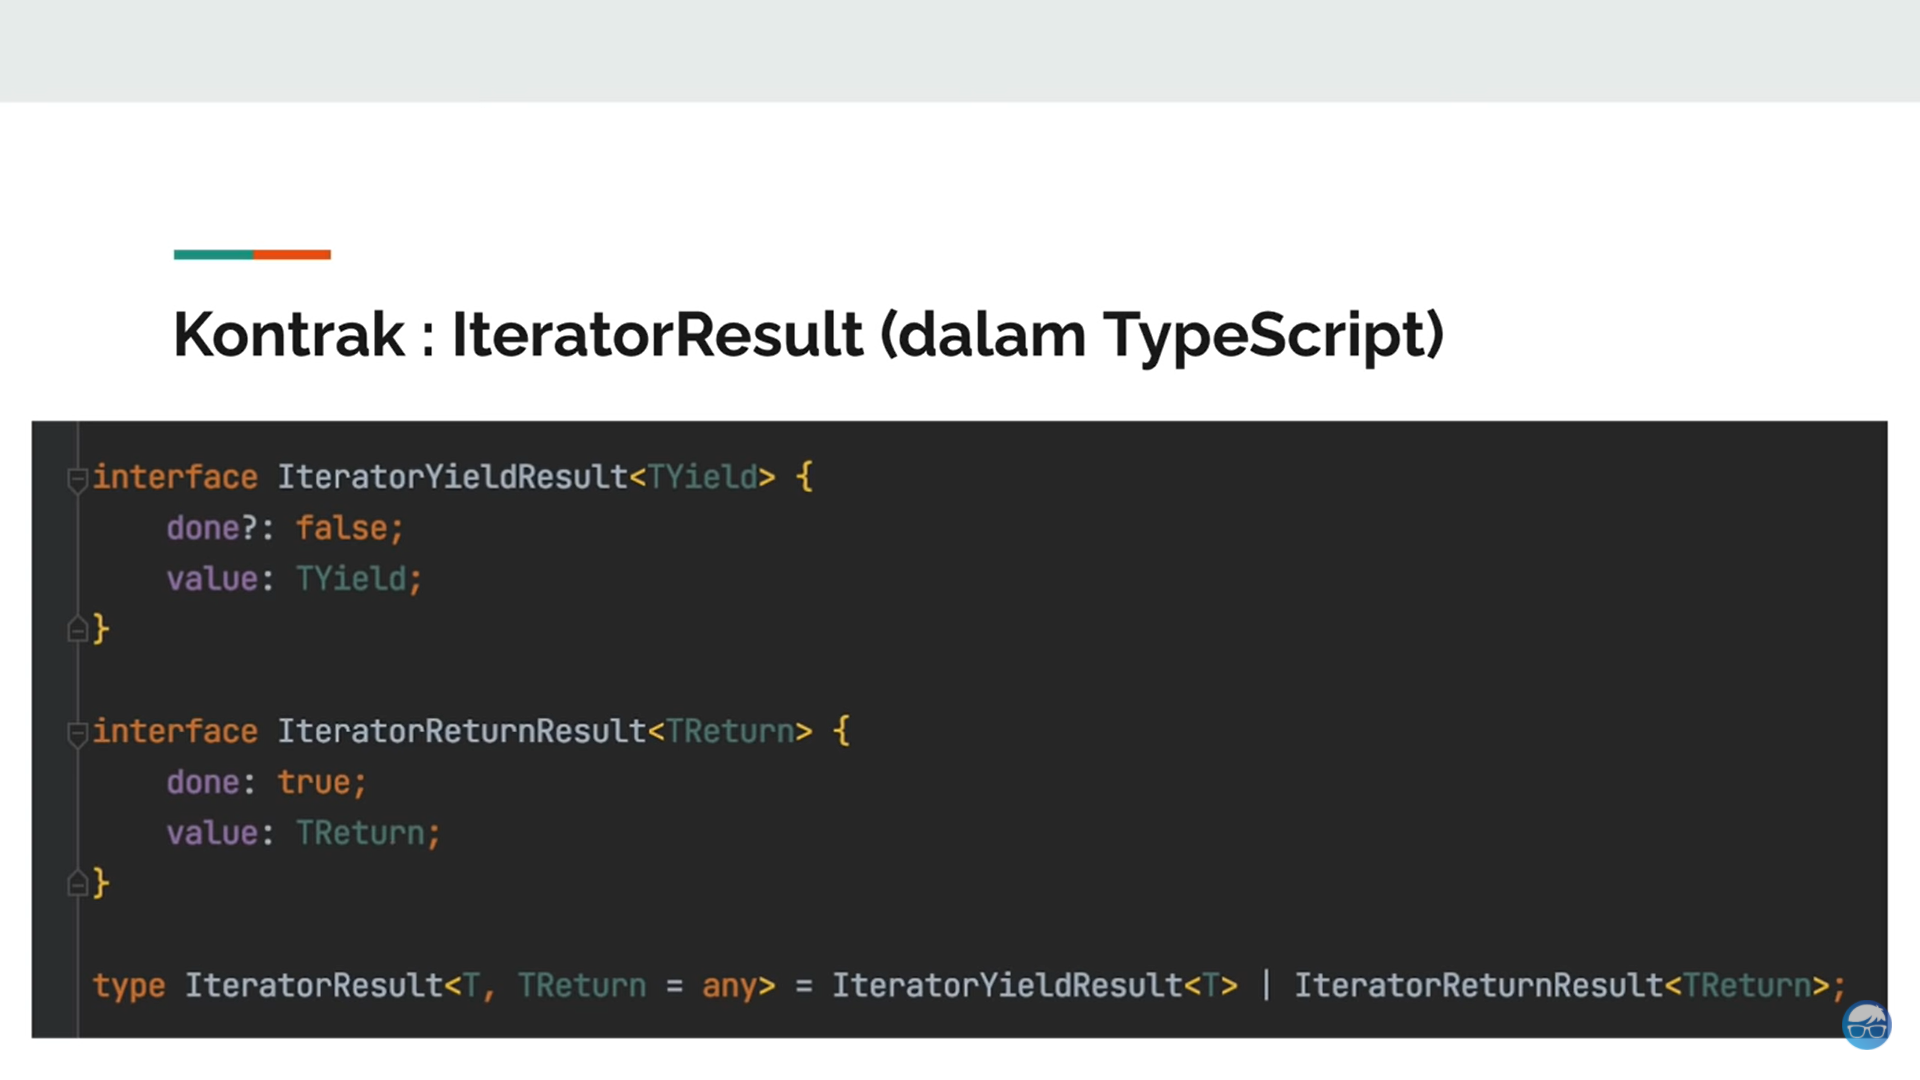 Kontrak : IteratorResult (dalam TypeScript)
interface IteratorYieldResult<TYield> {
    done?: false;
    value: TYield;
}
interface IteratorReturnResult<TReturn> {
    done: true;
    value: TReturn;
}
type IteratorResult<T, TReturn = any> = IteratorYieldResult<T> | IteratorReturnResult<TReturn>;